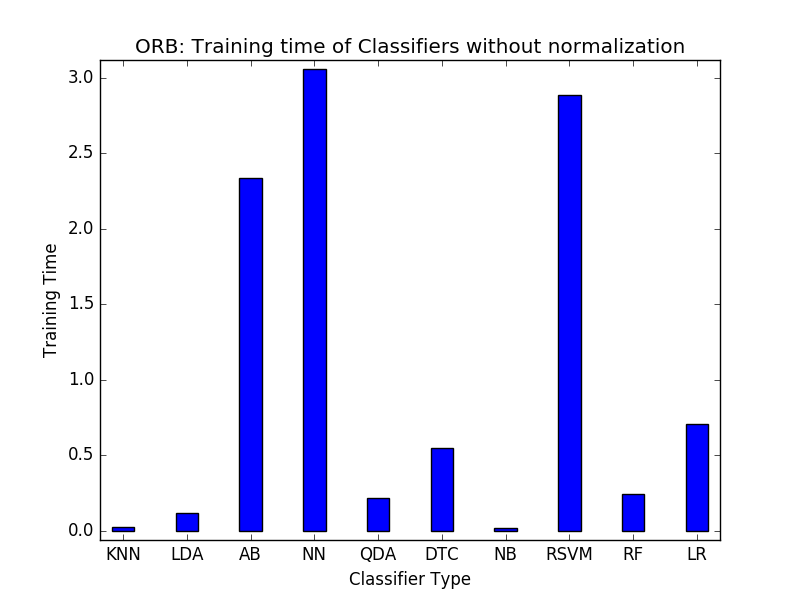 ORB: Training time of Classifiers without normalization
3.0
2.5
2.0
1.5
1.0
0.5
0.0
Training Time
KNN LDA AB NN QDA DTC NB RSVM RF LR
Classifier Type